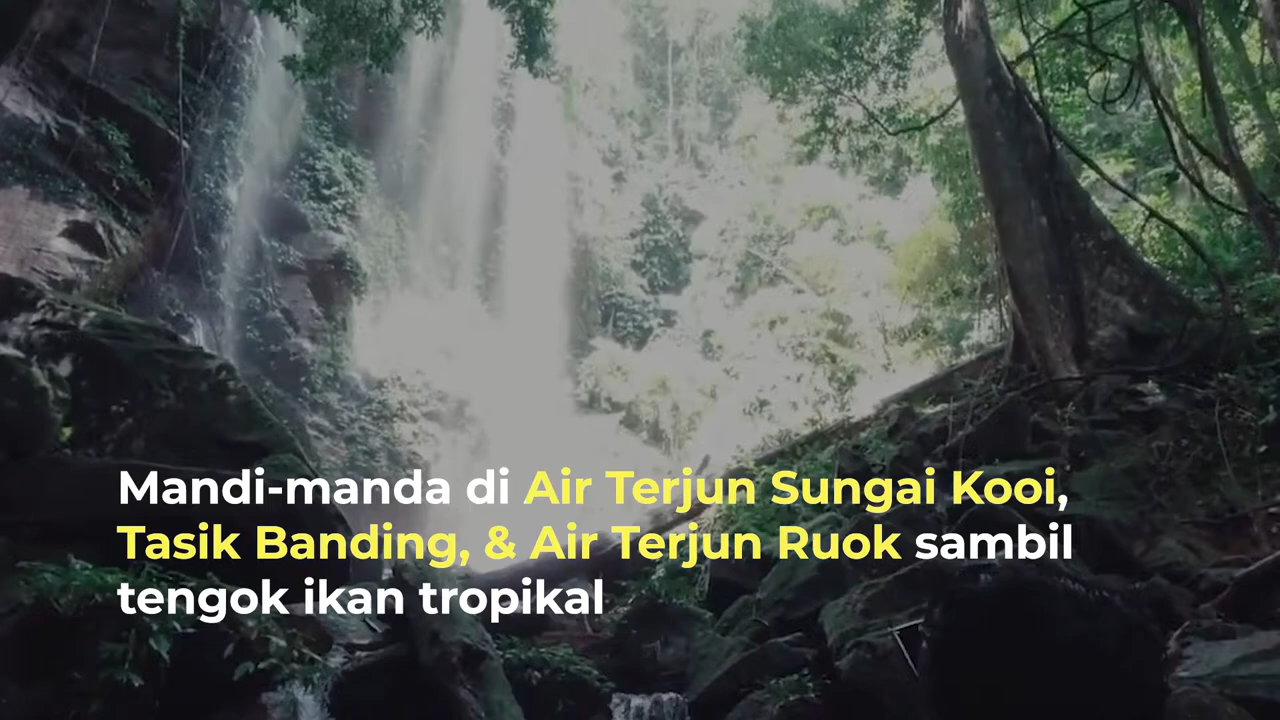 Mandi-manda di Air Terjun Sungai Kooi,
Tasik Banding, & Air Terjun Ruok sambil
tengok ikan tropikal